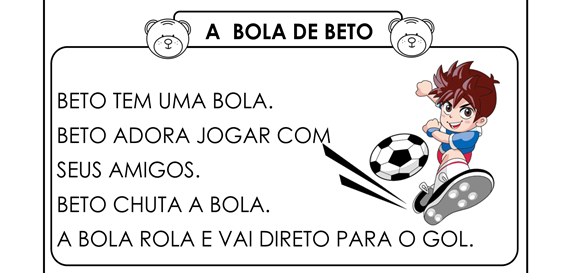 A BOLA DE BETO
BETO TEM UMA BOLA.
BETO ADORA JOGAR COM
SEUS AMIGOS.
BETO CHUTA A BOLA.
A BOLA ROLA E VAI DIRETO PARA O GOL.